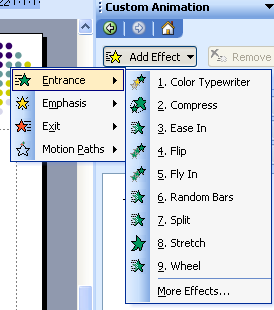 Custom Animation
Add Effect
Remove
Entrance
Emphasis
Exit
Motion Paths
1. Color Typewriter
2. Compress
3. Ease In
4. Flip
5. Fly In
6. Random Bars
7. Split
8. Stretch
9. Wheel
More Effects...